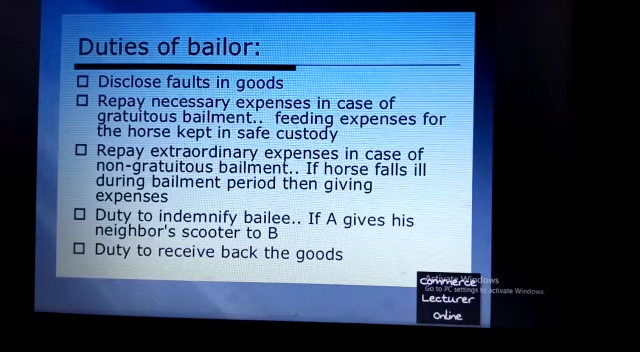 Duties of bailor:
Disclose faults in goods
Repay necessary expenses in case of
gratuitous bailment.. feeding expenses for
the horse kept in safe custody
Repay extraordinary expenses in case of
non-gratuitous bailment.. If horse falls ill
during bailment period then giving
expenses
Duty to indemnify bailee.. If A gives his
neighbor's scooter to B
Duty to receive back the goods
Activate Windows
Go to PC settings to activate Windows.
Commerce
Lecturer
Online